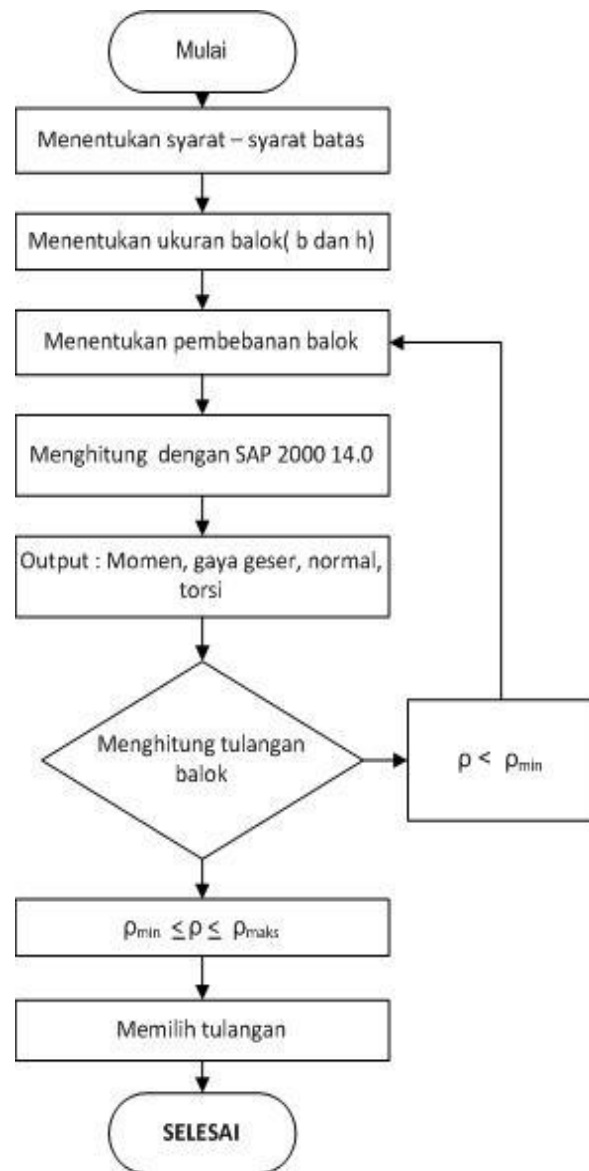 Mulai
Menentukan syarat – syarat batas
Menentukan ukuran balok( b dan h)
Menentukan pembebanan balok
Menghitung dengan SAP 2000 14.0
Output : Momen, gaya geser, normal,
torsi
Menghitung tulangan
balok
ρ < ρmin
ρmin ≤ρ ≤ ρmaks
Memilih tulangan
SELESAI